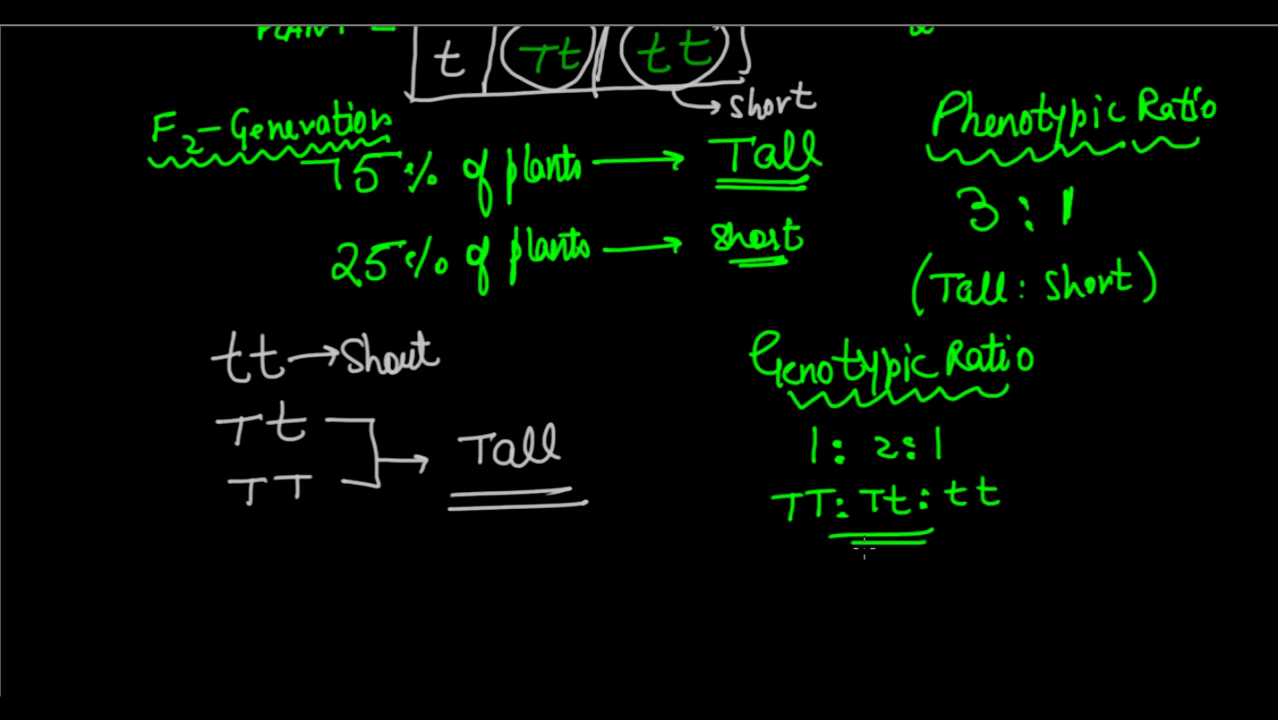 PLANT
t Tt tt
short
F2-Generation
75% of plants → Tall
25% of plants → short
Phenotypic Ratio
3 : 1
(Tall : short)
tt → Short
Tt
TT
Tall
Genotypic Ratio
1 : 2 : 1
TT : Tt : tt